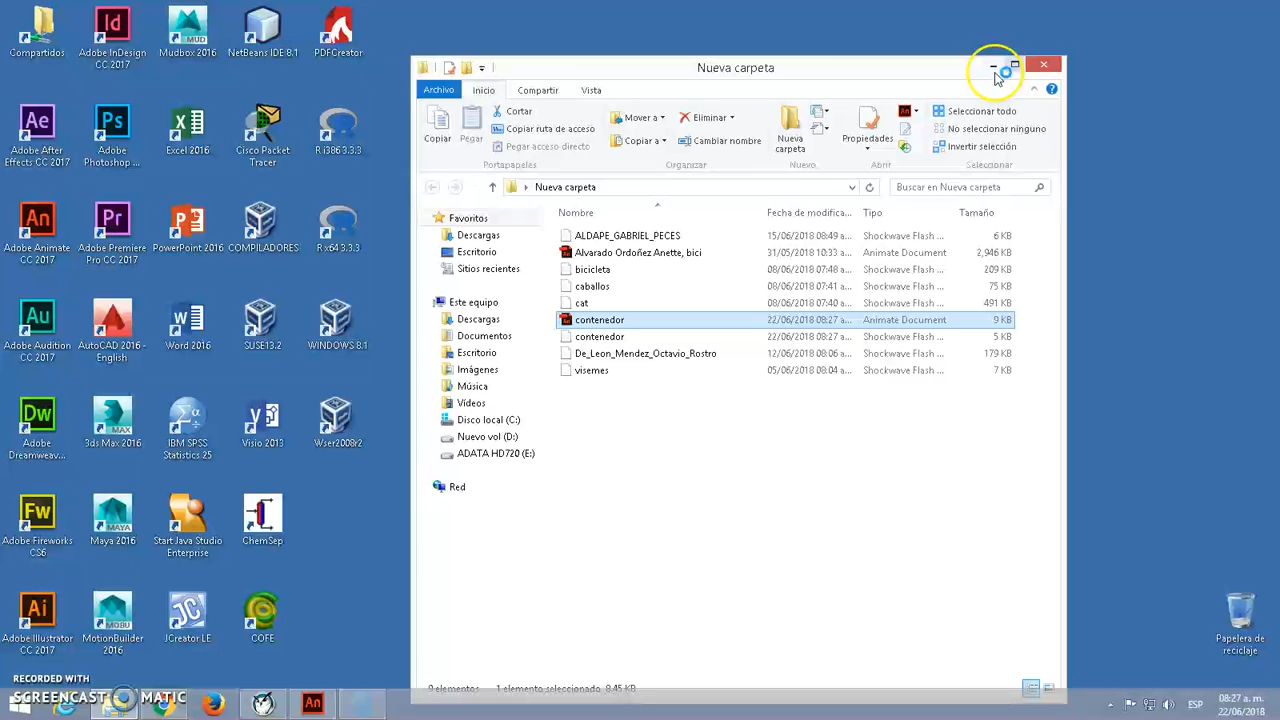 Compartidos
Adobe InDesign
CC 2017
Mudbox 2016
NetBeans IDE 8.1
PDFCreator
Adobe After
Effects CC 2017
Adobe
Photoshop ...
Excel 2016
Cisco Packet
Tracer
R i386 3.3.3
Adobe Animate
CC 2017
Adobe Premiere
Pro CC 2017
PowerPoint 2016
COMPILADORES
R x64 3.3.3
Adobe Audition
CC 2017
AutoCAD 2016 -
English
Word 2016
SUSE13.2
WINDOWS 8.1
Adobe
Dreamweav...
3ds Max 2016
IBM SPSS
Statistics 25
Visio 2013
Wser2008r2
Adobe Fireworks
CS6
Maya 2016
Start Java Studio
Enterprise
ChemSep
Adobe Illustrator
CC 2017
MotionBuilder
2016
JCreator LE
COFE
Nueva carpeta
Archivo
Inicio
Compartir
Vista
Copiar
Pegar
Cortar
Copiar ruta de acceso
Pegar acceso directo
Portapapeles
Mover a
Copiar a
Eliminar
Cambiar nombre
Organizar
Nueva
carpeta
Nuevo
Propiedades
Abrir
Seleccionar todo
No seleccionar ninguno
Invertir selección
Seleccionar
Nueva carpeta
Buscar en Nueva carpeta
Favoritos
Descargas
Escritorio
Sitios recientes
Este equipo
Descargas
Documentos
Escritorio
Imágenes
Música
Vídeos
Disco local (C:)
Nuevo vol (D:)
ADATA HD720 (E:)
Red
Nombre Fecha de modifica... Tipo Tamaño
ALDAPE_GABRIEL_PECES 15/06/2018 08:49 a... Shockwave Flash ... 6 KB
Alvarado Ordoñez Anette, bici 31/05/2018 10:33 a... Animate Document 2,946 KB
bicicleta 08/06/2018 07:48 a... Shockwave Flash ... 209 KB
caballos 08/06/2018 07:41 a... Shockwave Flash ... 75 KB
cat 08/06/2018 07:40 a... Shockwave Flash ... 491 KB
contenedor 22/06/2018 08:27 a... Animate Document 9 KB
contenedor 22/06/2018 08:27 a... Shockwave Flash ... 5 KB
De_Leon_Mendez_Octavio_Rostro 12/06/2018 08:06 a... Shockwave Flash ... 179 KB
visemes 05/06/2018 08:04 a... Shockwave Flash ... 7 KB
9 elementos 1 elemento seleccionado 8.45 KB
Papelera de
reciclaje
RECORDED WITH
SCREENCAST MATIC
ESP
08:27 a. m.
22/06/2018